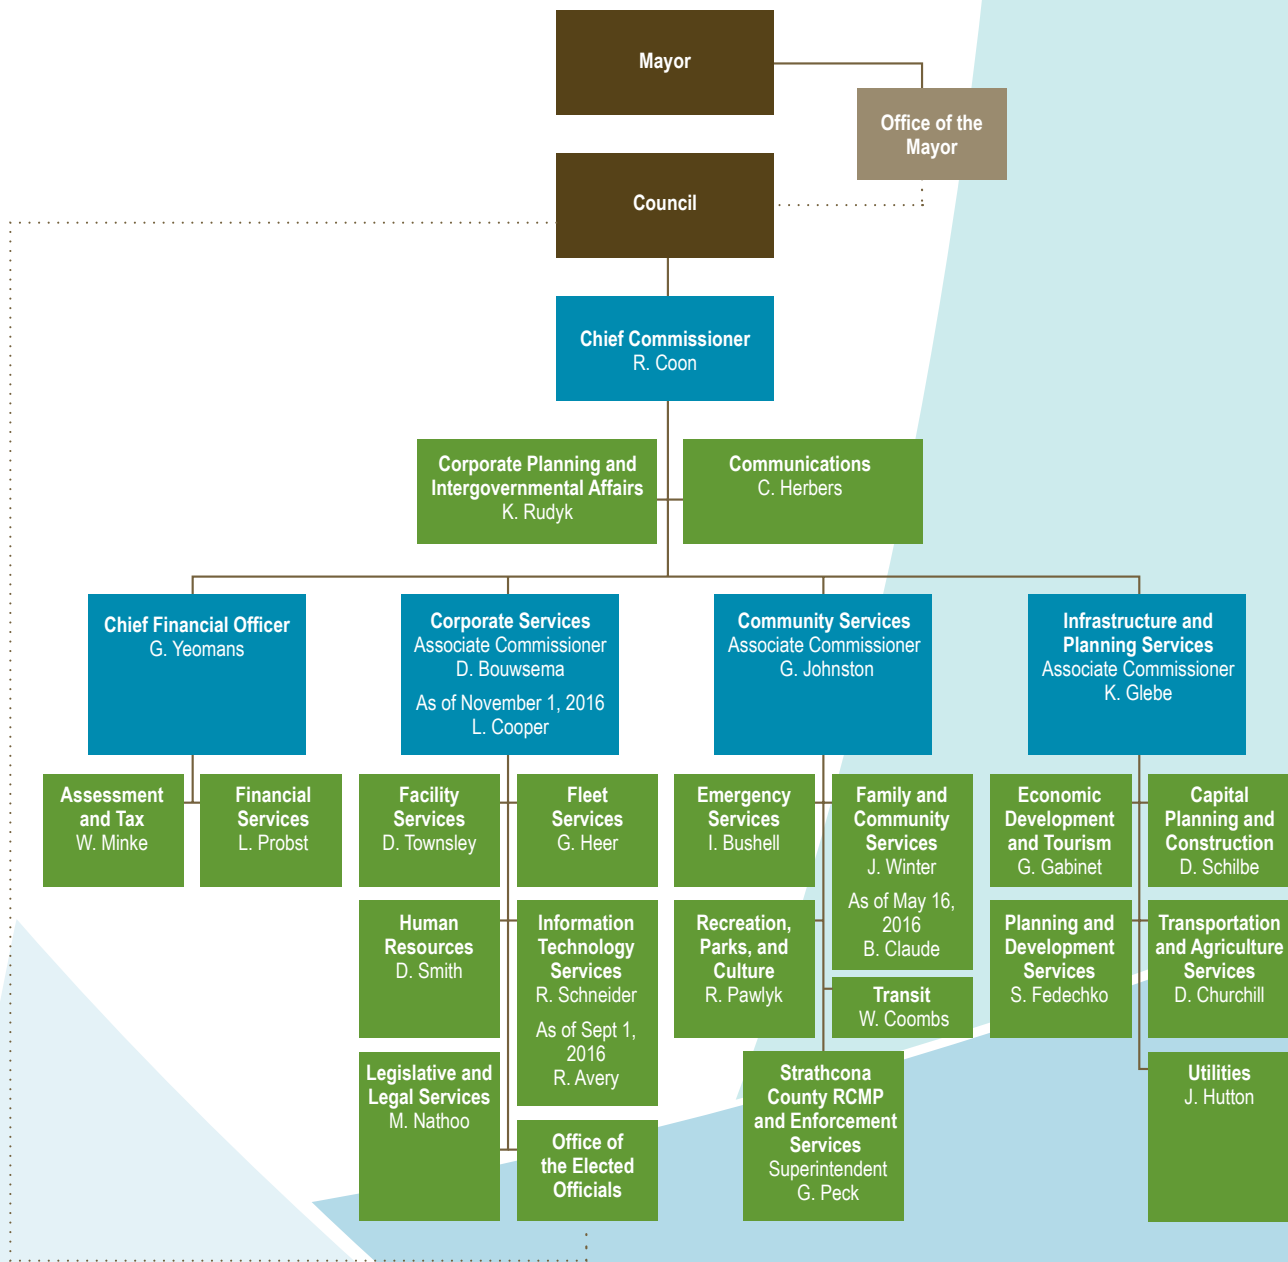 Mayor
Office of the
Mayor
Council
Chief Commissioner
R. Coon
Corporate Planning and
Intergovernmental Affairs
K. Rudyk
Communications
C. Herbers
Chief Financial Officer
G. Yeomans
Corporate Services
Associate Commissioner
D. Bouwsema
As of November 1, 2016
L. Cooper
Community Services
Associate Commissioner
G. Johnston
Infrastructure and
Planning Services
Associate Commissioner
K. Glebe
Assessment
and Tax
W. Minke
Financial
Services
L. Probst
Facility
Services
D. Townsley
Fleet
Services
G. Heer
Human
Resources
D. Smith
Information
Technology
Services
R. Schneider
As of Sept 1,
2016
R. Avery
Legislative and
Legal Services
M. Nathoo
Office of
the Elected
Officials
Emergency
Services
I. Bushell
Family and
Community
Services
J. Winter
As of May 16,
2016
B. Claude
Recreation,
Parks, and
Culture
R. Pawlyk
Transit
W. Coombs
Strathcona
County RCMP
and Enforcement
Services
Superintendent
G. Peck
Economic
Development
and Tourism
G. Gabinet
Capital
Planning and
Construction
D. Schilbe
Planning and
Development
Services
S. Fedechko
Transportation
and Agriculture
Services
D. Churchill
Utilities
J. Hutton